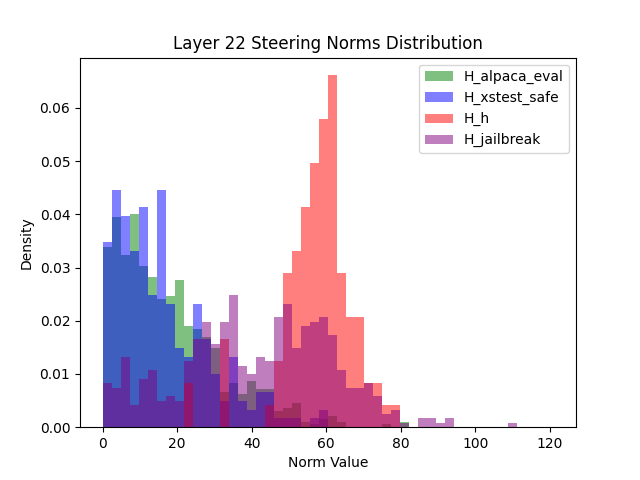 Layer 22 Steering Norms Distribution
H_alpaca_eval
H_xstest_safe
H_h
H_jailbreak
Density
0.06
0.05
0.04
0.03
0.02
0.01
0.00
0 20 40 60 80 100 120
Norm Value